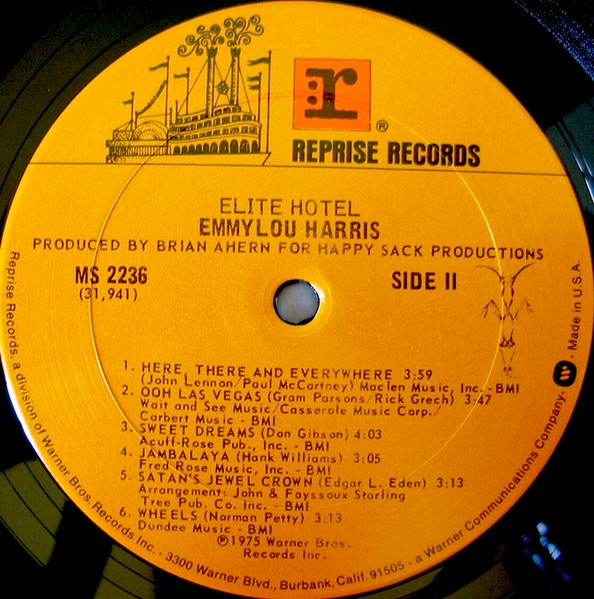 r ®
REPRISE RECORDS
ELITE HOTEL
EMMYLOU HARRIS
PRODUCED BY BRIAN AHERN FOR HAPPY SACK PRODUCTIONS
MS 2236
(31,941)
SIDE II
1. HERE, THERE AND EVERYWHERE 3:59
(John Lennon/Paul McCartney) Maclen Music, Inc. - BMI
2. OOH LAS VEGAS (Gram Parsons/Rick Grech) 3:47
Wait and See Music/Casserole Music Corp./
Carbert Music - BMI
3. SWEET DREAMS (Don Gibson) 4:03
Acuff-Rose Pub., Inc. - BMI
4. JAMBALAYA (Hank Williams) 3:05
Fred Rose Music, Inc. - BMI
5. SATAN'S JEWEL CROWN (Edgar L. Eden) 3:13
Arrangement: John & Fayssoux Starling
Tree Pub. Co. Inc. - BMI
6. WHEELS (Norman Petty) 3:13
Dundee Music - BMI
℗1975 Warner Bros.
Records Inc.
Reprise Records, a division of Warner Bros. Records Inc. · 3300 Warner Blvd., Burbank, Calif. 91505 · a Warner Communications Company. · Made in U.S.A.